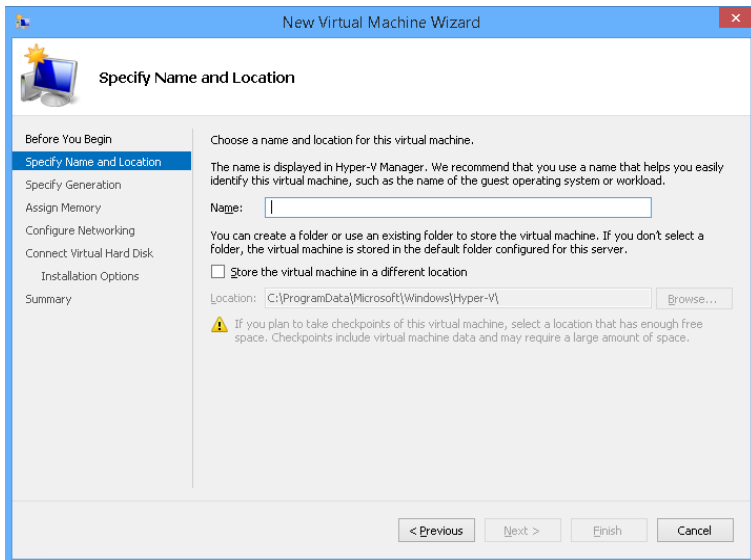 New Virtual Machine Wizard
Specify Name and Location
Before You Begin
Specify Name and Location
Specify Generation
Assign Memory
Configure Networking
Connect Virtual Hard Disk
Installation Options
Summary
Choose a name and location for this virtual machine.
The name is displayed in Hyper-V Manager. We recommend that you use a name that helps you easily
identify this virtual machine, such as the name of the guest operating system or workload.
Name:
You can create a folder or use an existing folder to store the virtual machine. If you don't select a
folder, the virtual machine is stored in the default folder configured for this server.
Store the virtual machine in a different location
Location: C:\ProgramData\Microsoft\Windows\Hyper-V\ Browse...
If you plan to take checkpoints of this virtual machine, select a location that has enough free
space. Checkpoints include virtual machine data and may require a large amount of space.
< Previous Next > Finish Cancel